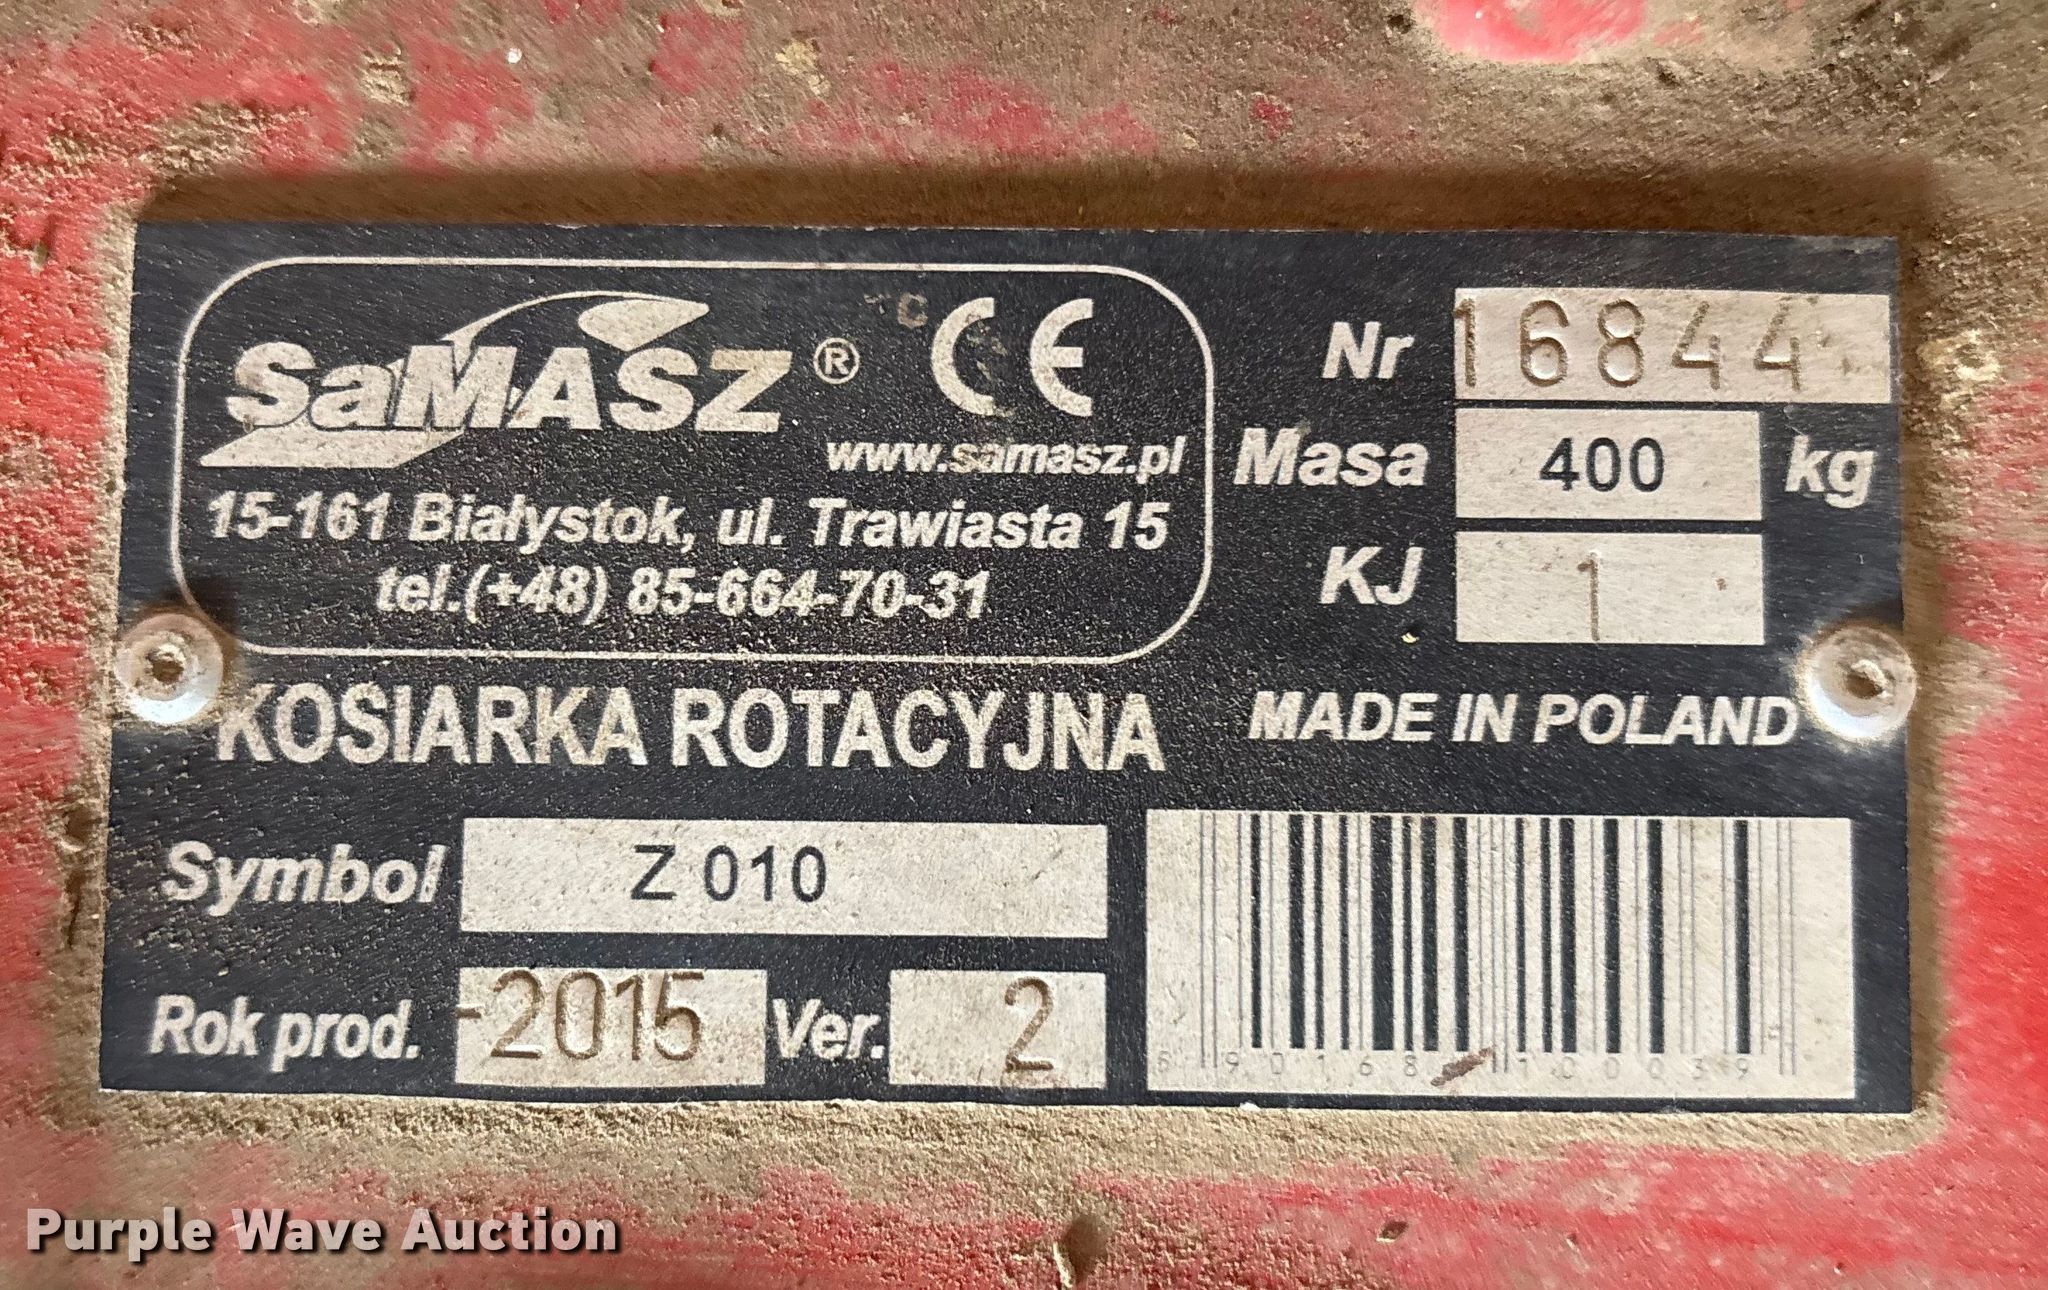 SaMASZ® CE
www.samasz.pl
15-161 Białystok, ul. Trawiasta 15
tel.(+48) 85-664-70-31
Nr 16844
Masa 400 kg
KJ 1
KOSIARKA ROTACYJNA
MADE IN POLAND
Symbol Z 010
Rok prod. 2015 Ver. 2
Purple Wave Auction